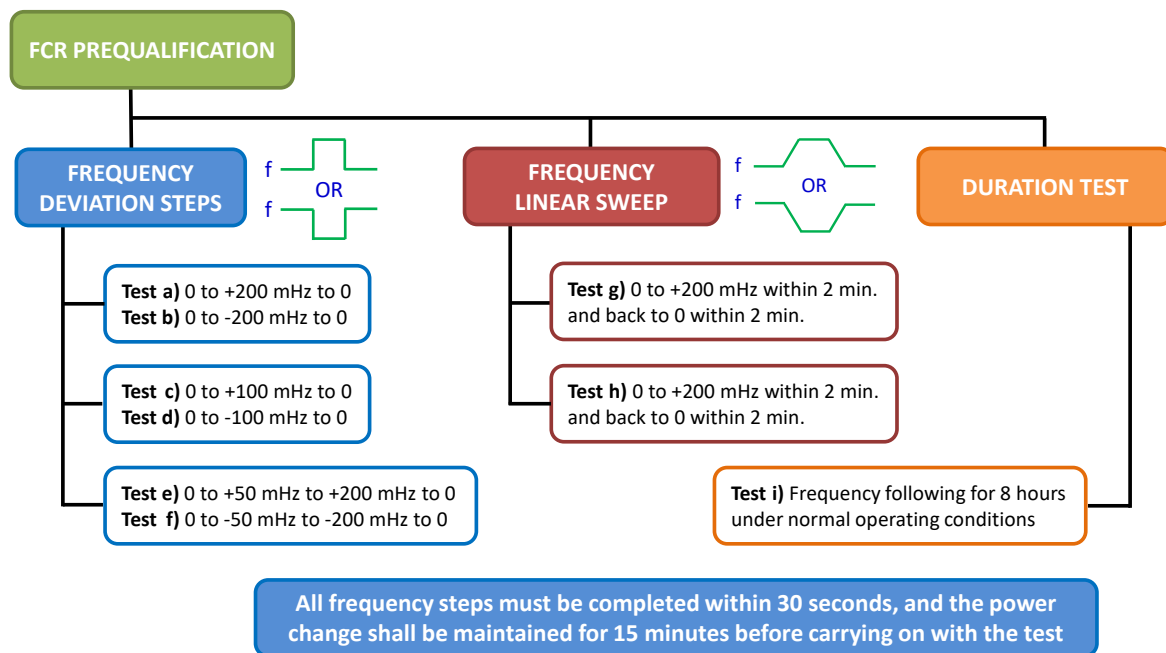 FCR PREQUALIFICATION
FREQUENCY
DEVIATION STEPS
f
OR
f
FREQUENCY
LINEAR SWEEP
f
OR
f
DURATION TEST
Test a) 0 to +200 mHz to 0
Test b) 0 to -200 mHz to 0
Test c) 0 to +100 mHz to 0
Test d) 0 to -100 mHz to 0
Test e) 0 to +50 mHz to +200 mHz to 0
Test f) 0 to -50 mHz to -200 mHz to 0
Test g) 0 to +200 mHz within 2 min.
and back to 0 within 2 min.
Test h) 0 to +200 mHz within 2 min.
and back to 0 within 2 min.
Test i) Frequency following for 8 hours
under normal operating conditions
All frequency steps must be completed within 30 seconds, and the power
change shall be maintained for 15 minutes before carrying on with the test